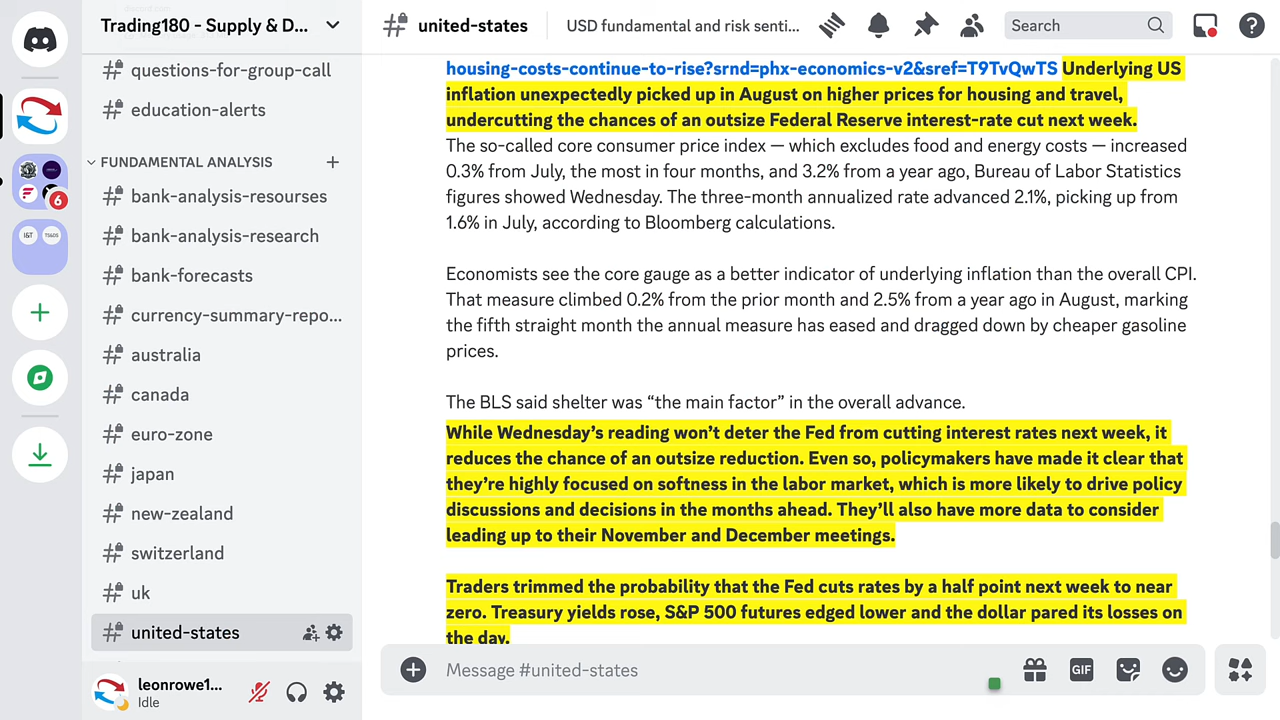 Trading180 - Supply & D...
questions-for-group-call
education-alerts
FUNDAMENTAL ANALYSIS
bank-analysis-resourses
bank-analysis-research
bank-forecasts
currency-summary-repo...
australia
canada
euro-zone
japan
new-zealand
switzerland
uk
united-states
leonrowe1...
Idle
6
I&T
united-states
USD fundamental and risk senti...
Search
housing-costs-continue-to-rise?srnd=phx-economics-v2&sref=T9TvQwTS Underlying US
inflation unexpectedly picked up in August on higher prices for housing and travel,
undercutting the chances of an outsize Federal Reserve interest-rate cut next week.
The so-called core consumer price index — which excludes food and energy costs — increased
0.3% from July, the most in four months, and 3.2% from a year ago, Bureau of Labor Statistics
figures showed Wednesday. The three-month annualized rate advanced 2.1%, picking up from
1.6% in July, according to Bloomberg calculations.
Economists see the core gauge as a better indicator of underlying inflation than the overall CPI.
That measure climbed 0.2% from the prior month and 2.5% from a year ago in August, marking
the fifth straight month the annual measure has eased and dragged down by cheaper gasoline
prices.
The BLS said shelter was “the main factor” in the overall advance.
While Wednesday’s reading won’t deter the Fed from cutting interest rates next week, it
reduces the chance of an outsize reduction. Even so, policymakers have made it clear that
they’re highly focused on softness in the labor market, which is more likely to drive policy
discussions and decisions in the months ahead. They’ll also have more data to consider
leading up to their November and December meetings.
Traders trimmed the probability that the Fed cuts rates by a half point next week to near
zero. Treasury yields rose, S&P 500 futures edged lower and the dollar pared its losses on
the day.
Message #united-states
GIF